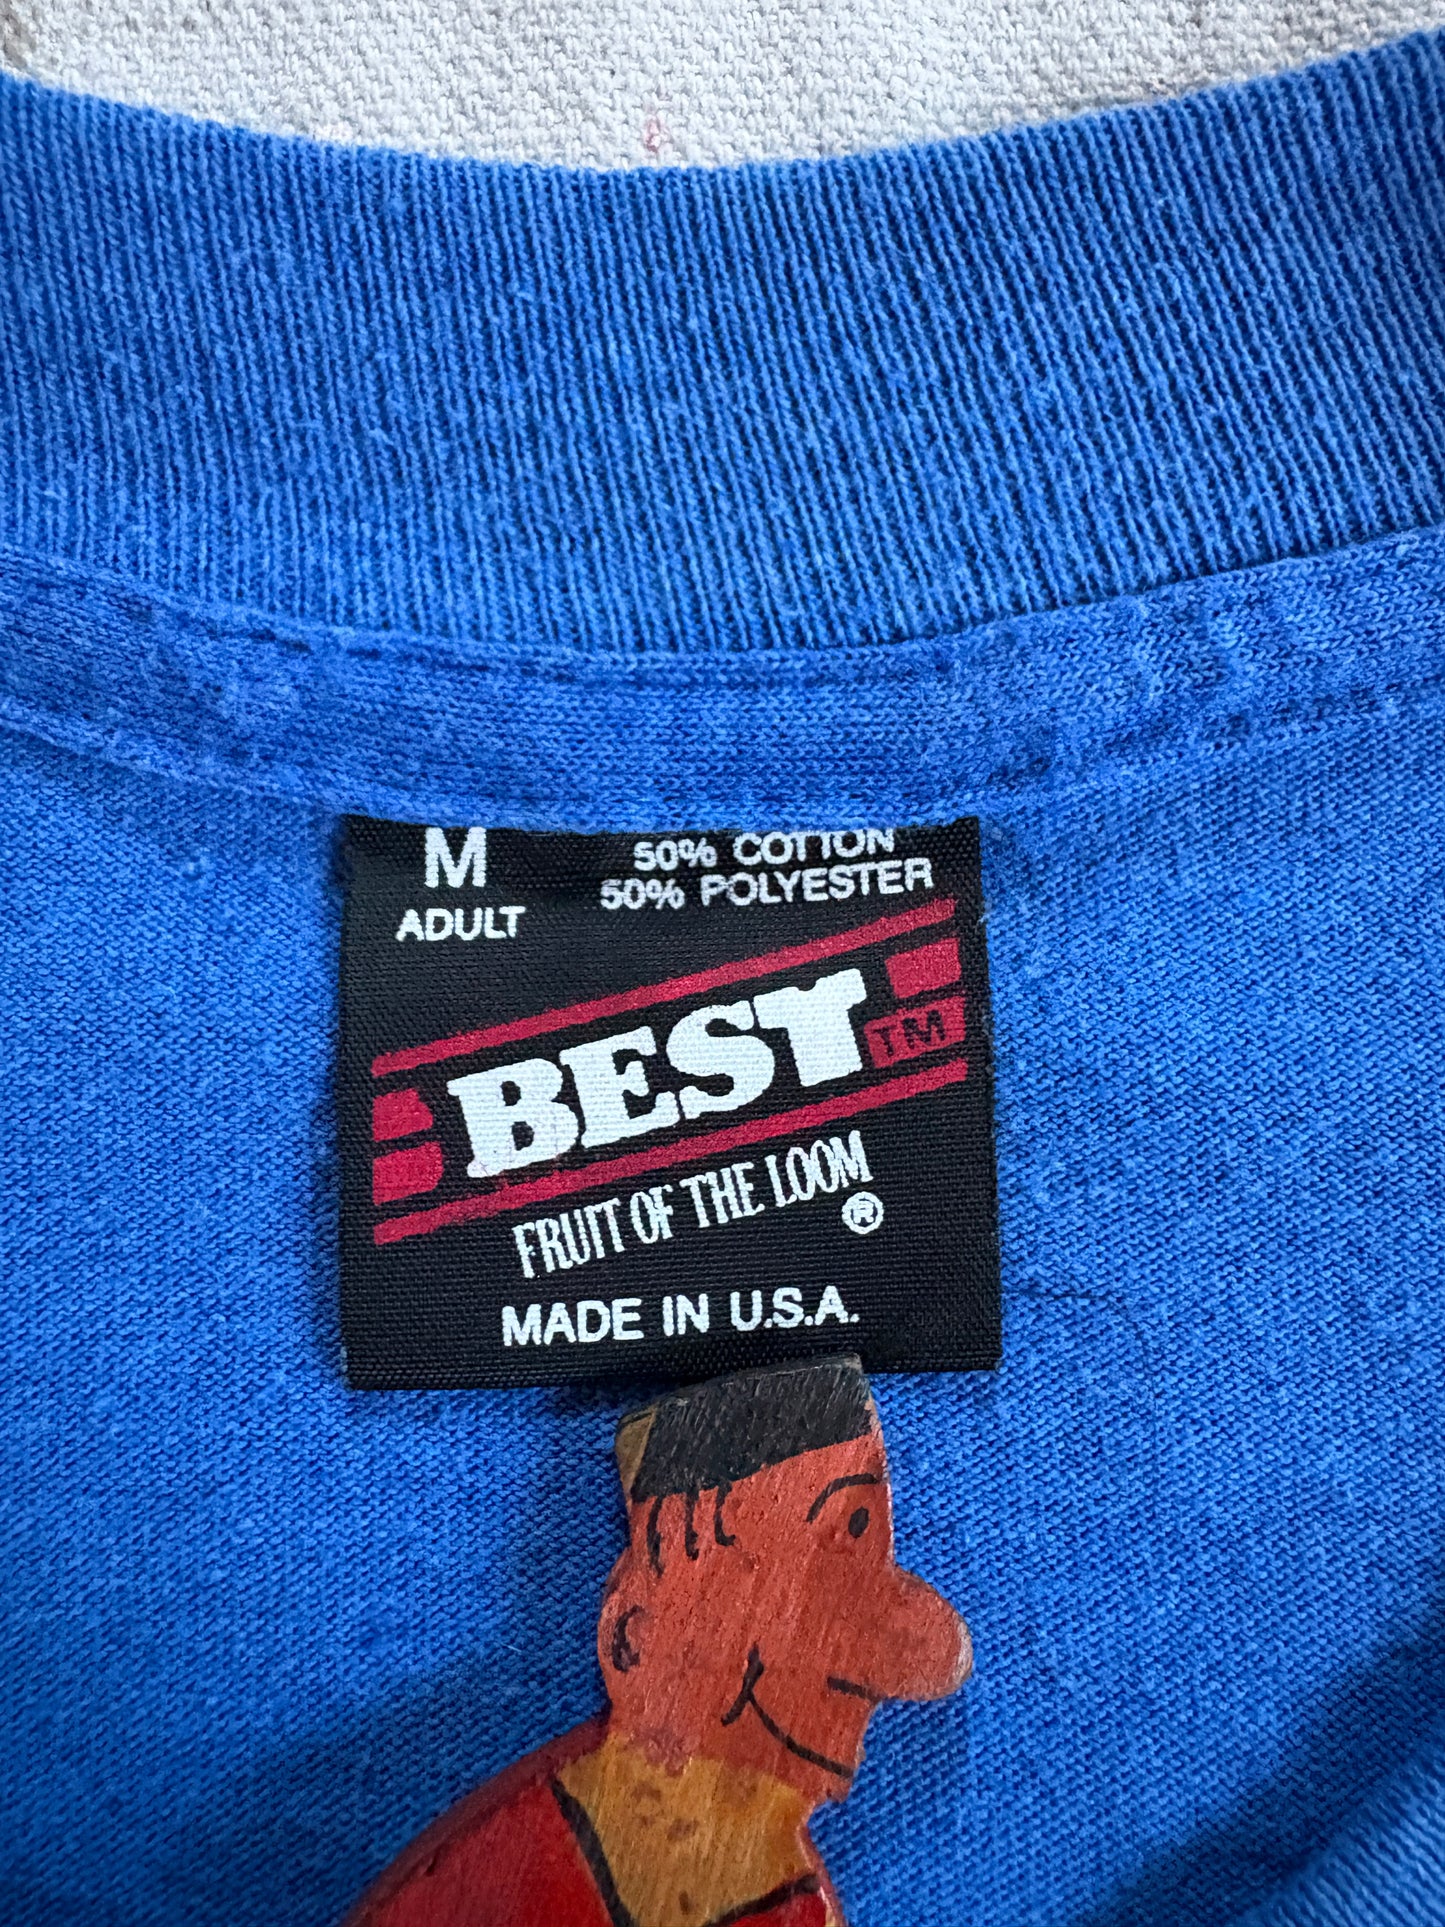 M
ADULT
50% COTTON
50% POLYESTER
BEST TM
FRUIT OF THE LOOM
®
MADE IN U.S.A.